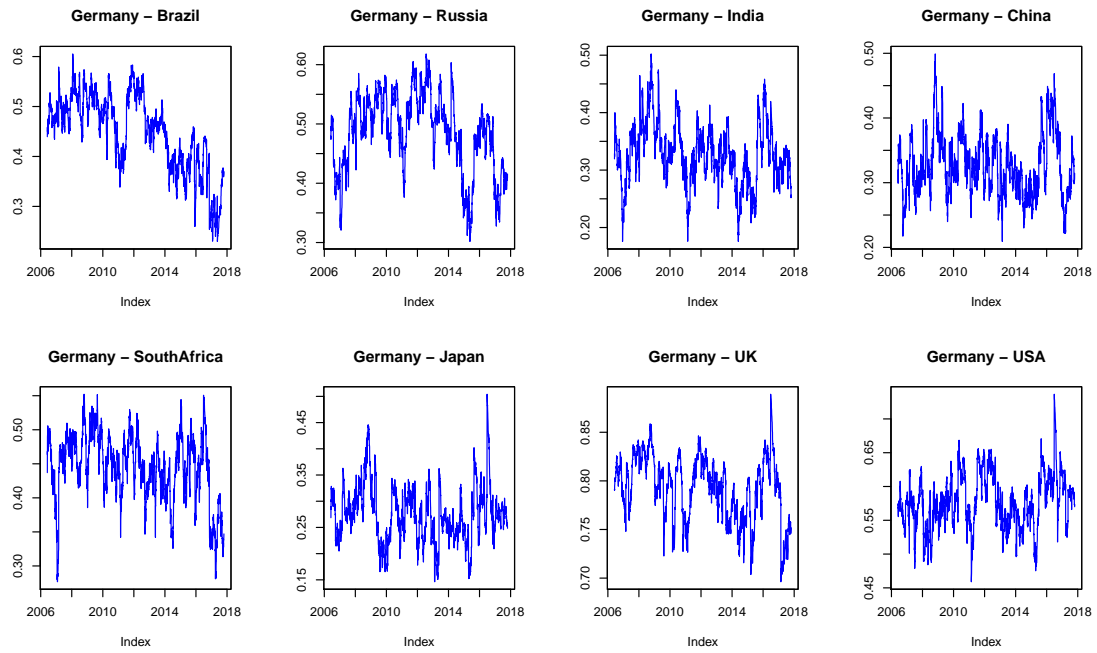 Germany − Brazil
0.6
0.5
0.4
0.3
2006 2010 2014 2018
Index
Germany − Russia
0.60
0.50
0.40
0.30
2006 2010 2014 2018
Index
Germany − India
0.50
0.40
0.30
0.20
2006 2010 2014 2018
Index
Germany − China
0.50
0.40
0.30
0.20
2006 2010 2014 2018
Index
Germany − SouthAfrica
0.50
0.40
0.30
2006 2010 2014 2018
Index
Germany − Japan
0.45
0.35
0.25
0.15
2006 2010 2014 2018
Index
Germany − UK
0.85
0.80
0.75
0.70
2006 2010 2014 2018
Index
Germany − USA
0.65
0.55
0.45
2006 2010 2014 2018
Index